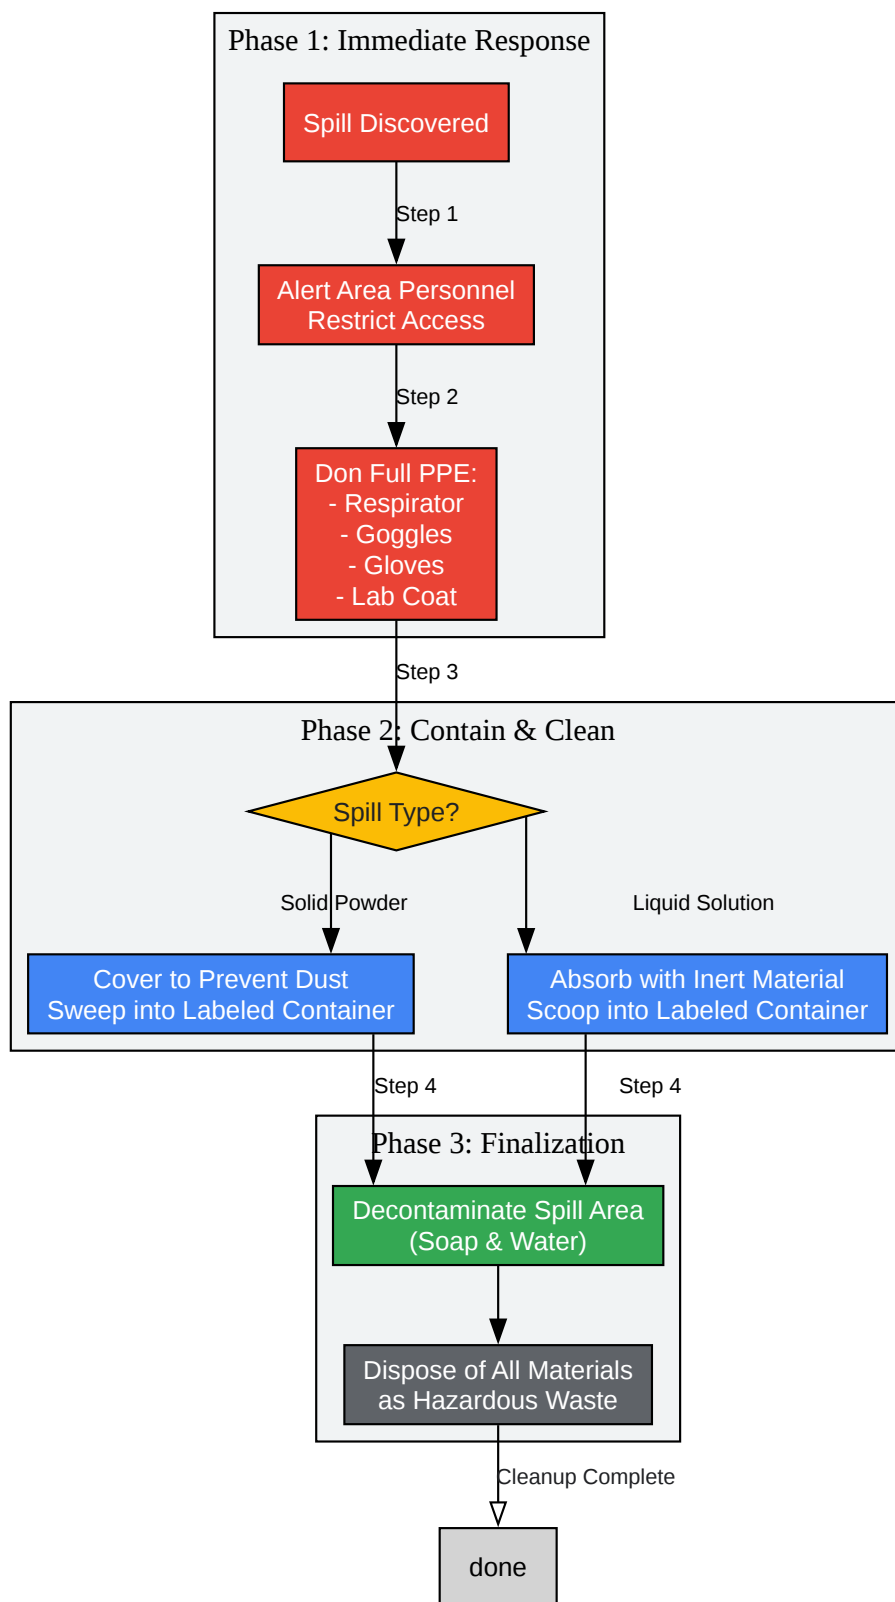 Phase 1: Immediate Response
Spill Discovered
Step 1
Alert Area Personnel
Restrict Access
Step 2
Don Full PPE:
- Respirator
- Goggles
- Gloves
- Lab Coat
Step 3
Phase 2: Contain & Clean
Spill Type?
Solid Powder
Liquid Solution
Cover to Prevent Dust
Sweep into Labeled Container
Absorb with Inert Material
Scoop into Labeled Container
Step 4
Step 4
Phase 3: Finalization
Decontaminate Spill Area
(Soap & Water)
Dispose of All Materials
as Hazardous Waste
Cleanup Complete
done